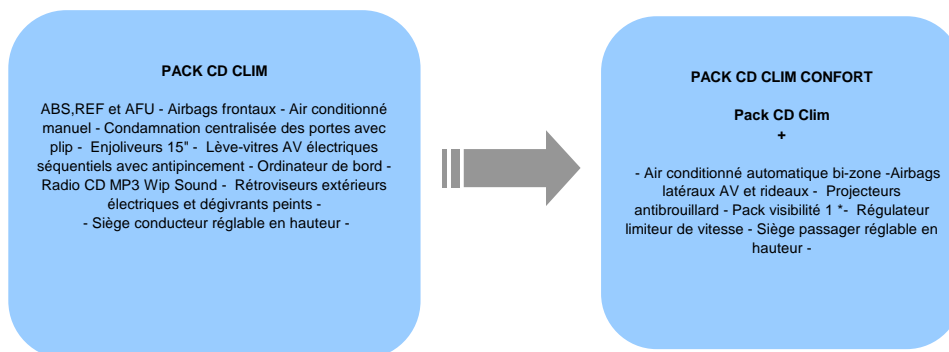 PACK CD CLIM
ABS,REF et AFU - Airbags frontaux - Air conditionné
manuel - Condamnation centralisée des portes avec
plip - Enjoliveurs 15" - Lève-vitres AV électriques
séquentiels avec antipincement - Ordinateur de bord -
Radio CD MP3 Wip Sound - Rétroviseurs extérieurs
électriques et dégivrants peints -
- Siège conducteur réglable en hauteur -
PACK CD CLIM CONFORT
Pack CD Clim
+
- Air conditionné automatique bi-zone -Airbags
latéraux AV et rideaux - Projecteurs
antibrouillard - Pack visibilité 1 *- Régulateur
limiteur de vitesse - Siège passager réglable en
hauteur -